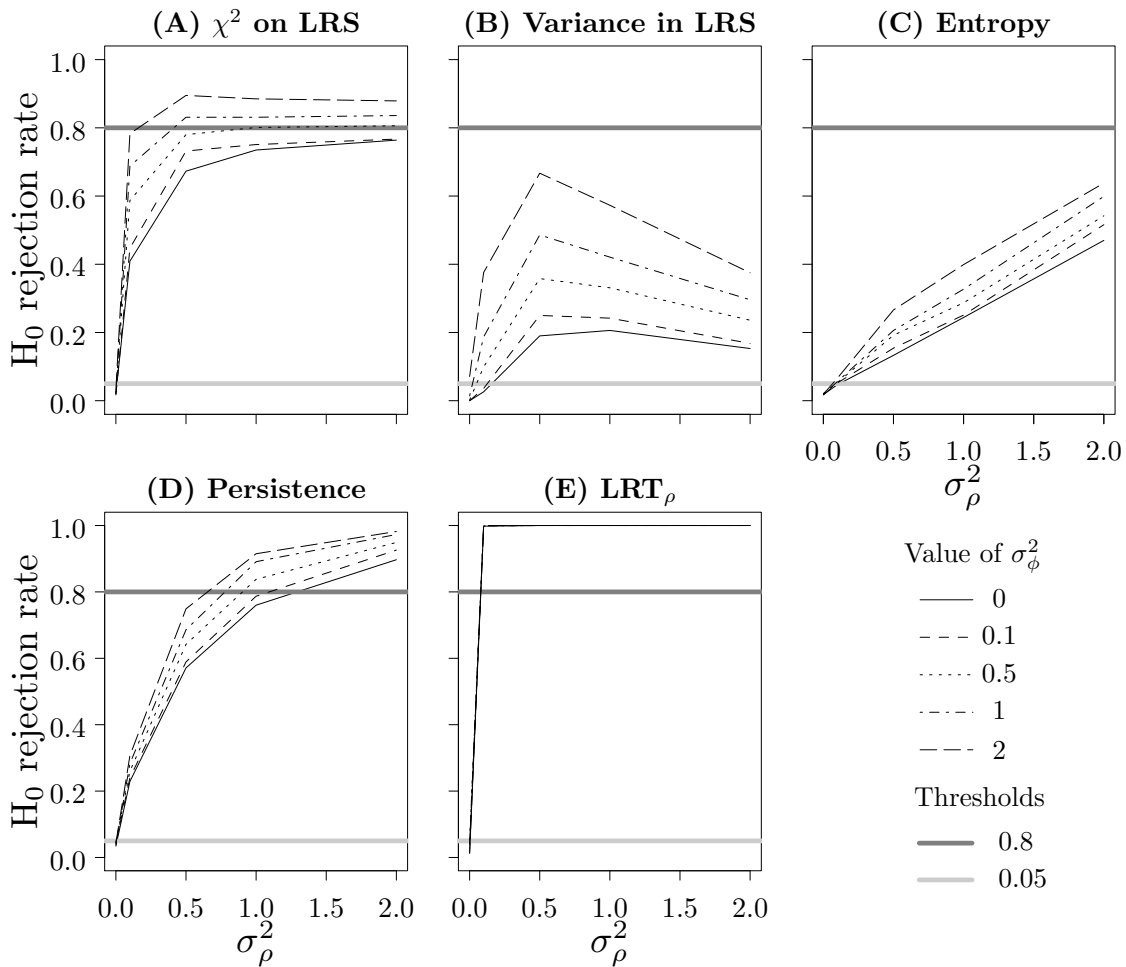 (A) χ² on LRS
(B) Variance in LRS
(C) Entropy
H₀ rejection rate
1.0
0.8
0.6
0.4
0.2
0.0
0.0 0.5 1.0 1.5 2.0
σ²ρ
(D) Persistence
(E) LRTρ
H₀ rejection rate
1.0
0.8
0.6
0.4
0.2
0.0
0.0 0.5 1.0 1.5 2.0
σ²ρ
0.0 0.5 1.0 1.5 2.0
σ²ρ
Value of σ²ϕ
0
0.1
0.5
1
2
Thresholds
0.8
0.05